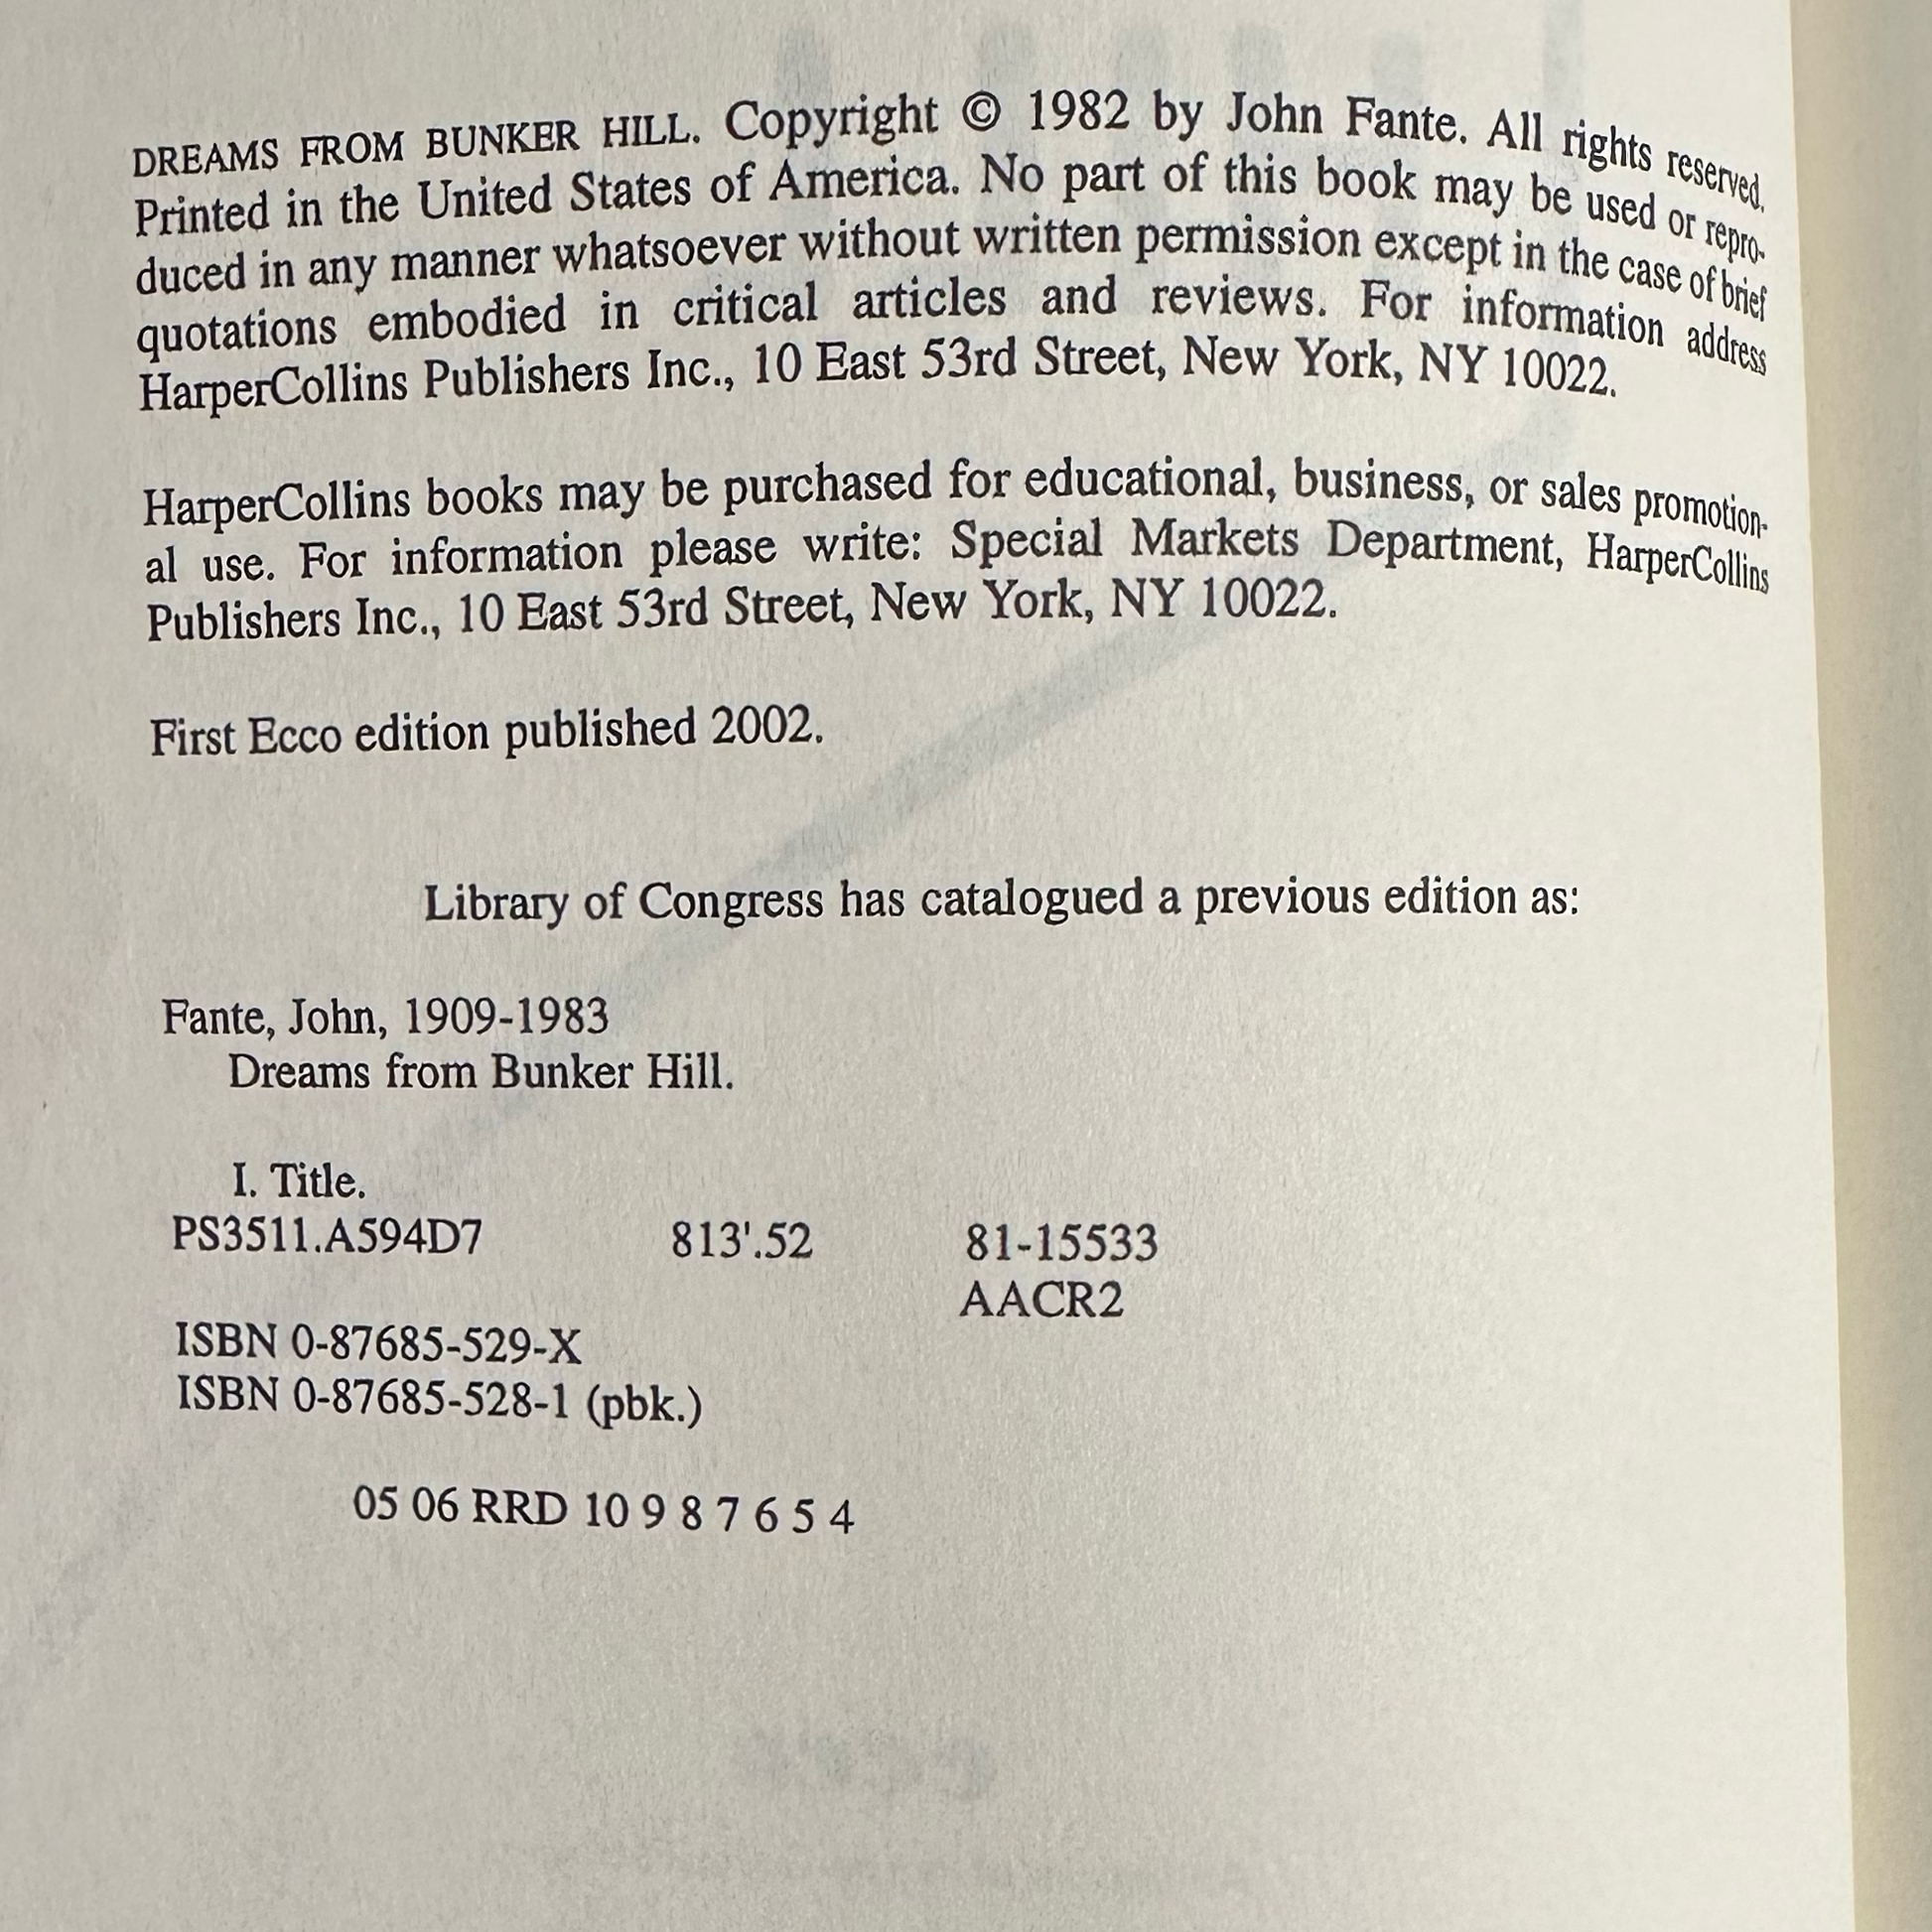 DREAMS FROM BUNKER HILL. Copyright © 1982 by John Fante. All rights reserved.
Printed in the United States of America. No part of this book may be used or repro-
duced in any manner whatsoever without written permission except in the case of brief
quotations embodied in critical articles and reviews. For information address
HarperCollins Publishers Inc., 10 East 53rd Street, New York, NY 10022.
HarperCollins books may be purchased for educational, business, or sales promotion-
al use. For information please write: Special Markets Department, HarperCollins
Publishers Inc., 10 East 53rd Street, New York, NY 10022.
First Ecco edition published 2002.
Library of Congress has catalogued a previous edition as:
Fante, John, 1909-1983
Dreams from Bunker Hill.
I. Title.
PS3511.A594D7 813'.52 81-15533
AACR2
ISBN 0-87685-529-X
ISBN 0-87685-528-1 (pbk.)
05 06 RRD 10 9 8 7 6 5 4